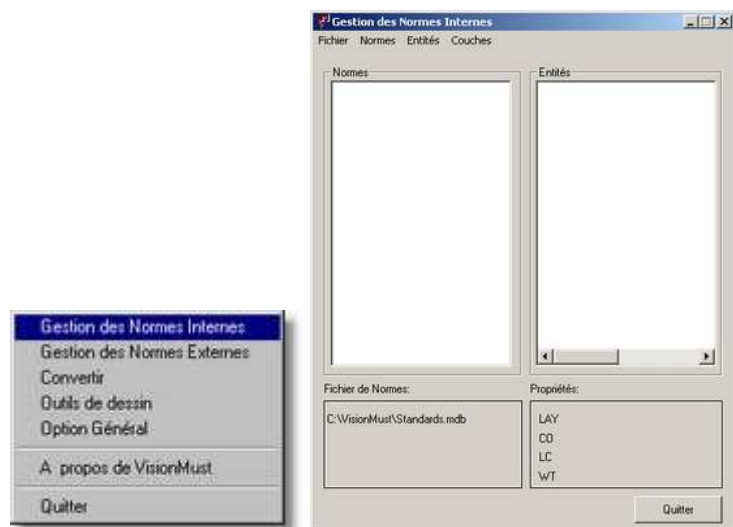 Gestion des Normes Internes
Gestion des Normes Externes
Convertir
Outils de dessin
Option Général
A propos de VisionMust
Quitter
Gestion des Normes Internes
Fichier Normes Entités Couches
Normes
Entités
Fichier de Normes:
C:\VisionMust\Standards.mdb
Propriétés:
LAY
CO
LC
WT
Quitter